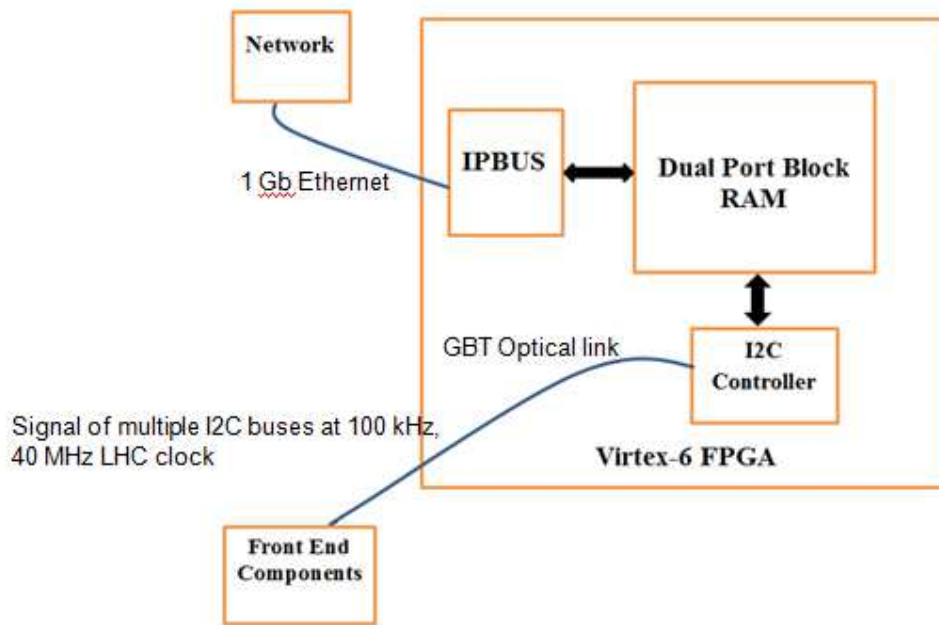 Network
1 Gb Ethernet
IPBUS
Dual Port Block
RAM
GBT Optical link
I2C
Controller
Signal of multiple I2C buses at 100 kHz,
40 MHz LHC clock
Virtex-6 FPGA
Front End
Components